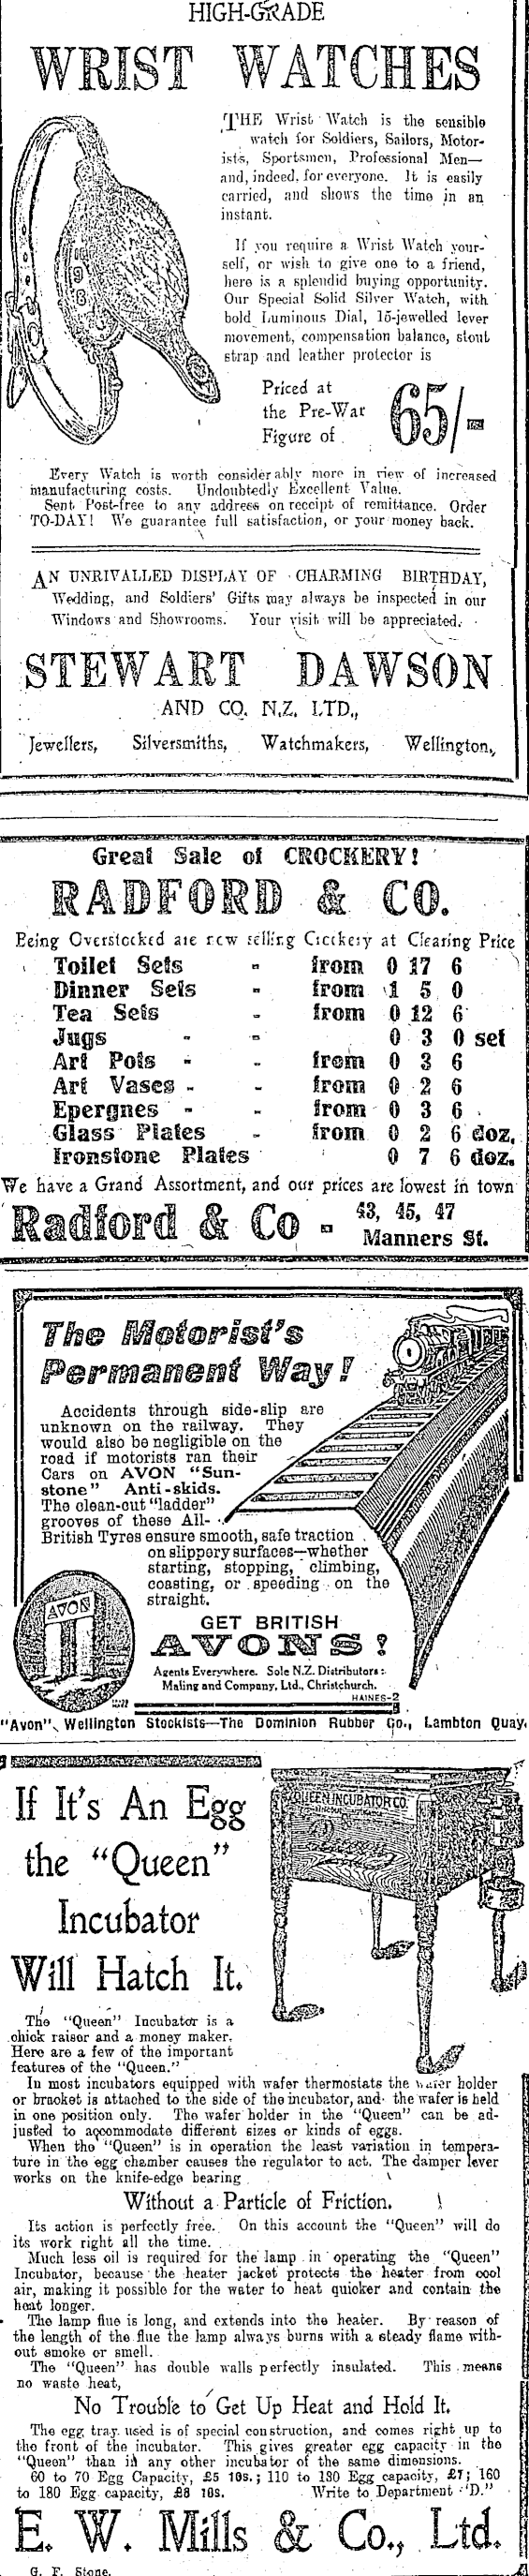 HIGH-GRADE
WRIST WATCHES
THE Wrist Watch is the sensible
watch for Soldiers, Sailors, Motor-
ists, Sportsmen, Professional Men—
and, indeed, for everyone. It is easily
carried, and shows the time in an
instant.
If you require a Wrist Watch your-
self, or wish to give one to a friend,
here is a splendid buying opportunity.
Our Special Solid Silver Watch, with
bold Luminous Dial, 15-jewelled lever
movement, compensation balance, stout
strap and leather protector is
Priced at
the Pre-War
Figure of
65/-
Every Watch is worth considerably more in view of increased
manufacturing costs. Undoubtedly Excellent Value.
Sent Post-free to any address on receipt of remittance. Order
TO-DAY! We guarantee full satisfaction, or your money back.
AN UNRIVALLED DISPLAY OF CHARMING BIRTHDAY,
Wedding, and Soldiers' Gifts may always be inspected in our
Windows and Showrooms. Your visit will be appreciated.
STEWART DAWSON
AND CO. N.Z. LTD.,
Jewellers, Silversmiths, Watchmakers, Wellington.
Great Sale of CROCKERY!
RADFORD & CO.
Being Overstocked are now selling Crockery at Clearing Price
Toilet Sets - from 0 17 6
Dinner Sets - from 1 5 0
Tea Sets - from 0 12 6
Jugs - - 0 3 0 set
Art Pots - - from 0 3 6
Art Vases - - from 0 2 6
Epergnes - - from 0 3 6
Glass Plates - from 0 2 6 doz.
Ironstone Plates 0 7 6 doz.
We have a Grand Assortment, and our prices are lowest in town
Radford & Co - 43, 45, 47
Manners St.
The Motorist's
Permanent Way!
Accidents through side-slip are
unknown on the railway. They
would also be negligible on the
road if motorists ran their
Cars on AVON "Sun-
stone" Anti-skids.
The clean-cut "ladder"
grooves of these All-
British Tyres ensure smooth, safe traction
on slippery surfaces—whether
starting, stopping, climbing,
coasting, or speeding on the
straight.
AVON
GET BRITISH
AVONS!
Agents Everywhere. Sole N.Z. Distributors:
Maling and Company, Ltd., Christchurch.
HAINES-2
"Avon" Wellington Stockists—The Dominion Rubber Co., Lambton Quay.
QUEEN INCUBATOR CO.
If It's An Egg
the "Queen"
Incubator
Will Hatch It.
The "Queen" Incubator is a
chick raiser and a money maker.
Here are a few of the important
features of the "Queen."
In most incubators equipped with wafer thermostats the wafer holder
or bracket is attached to the side of the incubator, and the wafer is held
in one position only. The wafer holder in the "Queen" can be ad-
justed to accommodate different sizes or kinds of eggs.
When the "Queen" is in operation the least variation in tempera-
ture in the egg chamber causes the regulator to act. The damper lever
works on the knife-edge bearing
Without a Particle of Friction.
Its action is perfectly free. On this account the "Queen" will do
its work right all the time.
Much less oil is required for the lamp in operating the "Queen"
Incubator, because the heater jacket protects the heater from cool
air, making it possible for the water to heat quicker and contain the
heat longer.
The lamp flue is long, and extends into the heater. By reason of
the length of the flue the lamp always burns with a steady flame with-
out smoke or smell.
The "Queen" has double walls perfectly insulated. This means
no waste heat,
No Trouble to Get Up Heat and Hold It.
The egg tray used is of special construction, and comes right up to
the front of the incubator. This gives greater egg capacity in the
"Queen" than in any other incubator of the same dimensions.
60 to 70 Egg Capacity, £5 10s.; 110 to 130 Egg capacity, £7; 160
to 180 Egg capacity, £8 10s. Write to Department "D."
E. W. Mills & Co., Ltd.
G. F. Stone.